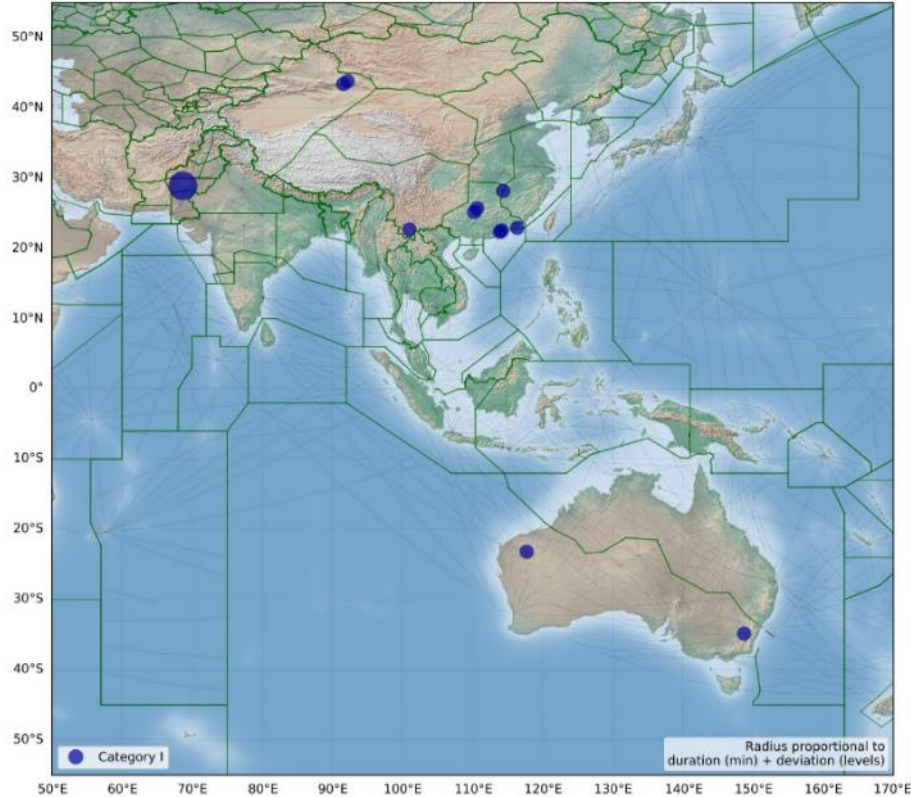 50°N
40°N
30°N
20°N
10°N
0°
10°S
20°S
30°S
40°S
50°S
Category I
Radius proportional to
duration (min) + deviation (levels)
50°E 60°E 70°E 80°E 90°E 100°E 110°E 120°E 130°E 140°E 150°E 160°E 170°E